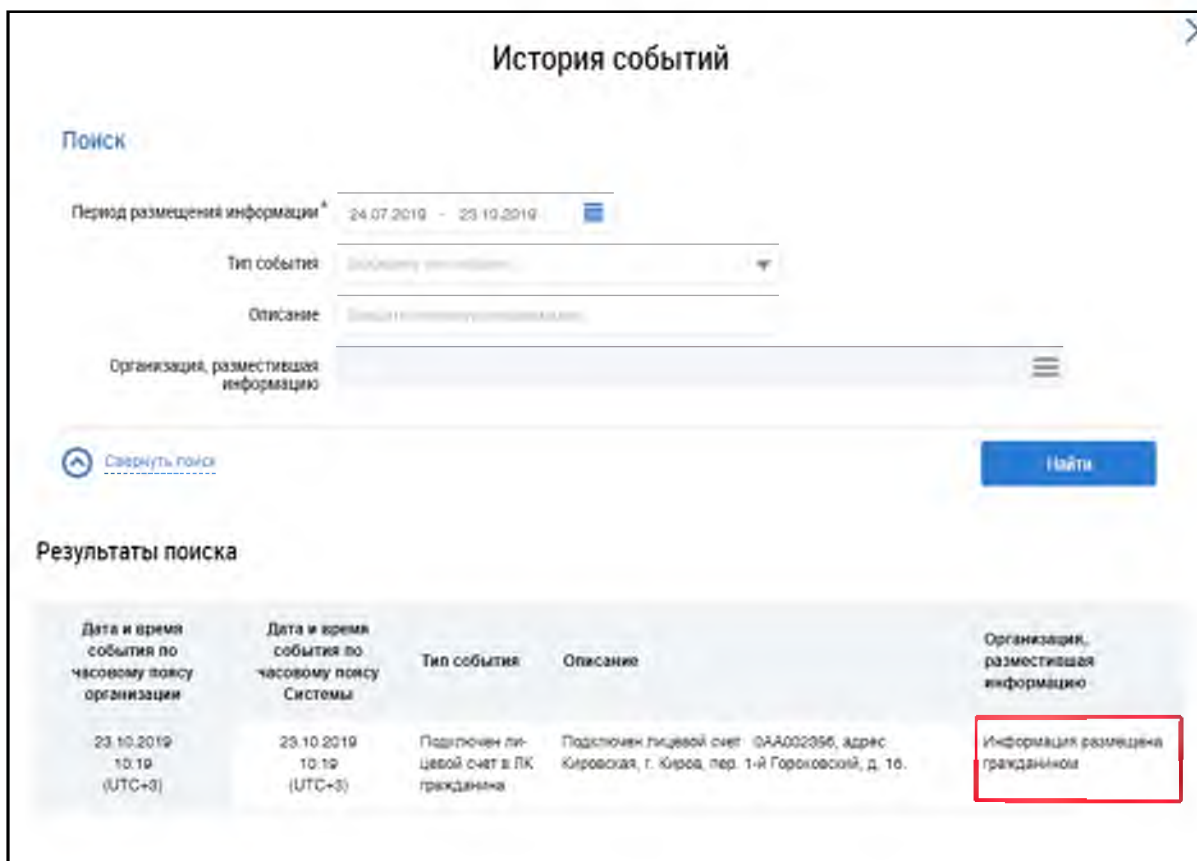 История событий
Поиск
Период размещения информации* 24.07.2019 - 23.10.2019
Тип события
Описание
Организация, разместившая
информацию
Свернуть поиск
Найти
Результаты поиска
Дата и время
события по
часовому поясу
организации
Дата и время
события по
часовому поясу
Системы
Тип события
Описание
Организация,
разместившая
информацию
23.10.2019
10:19
(UTC+3)
23.10.2019
10:19
(UTC+3)
Подключен ли-
цевой счет в ЛК
гражданина
Подключен лицевой счет адрес
Кировская, г. Киров, пер. 1-й Гороховский, д. 16.
Информация размещена
гражданином